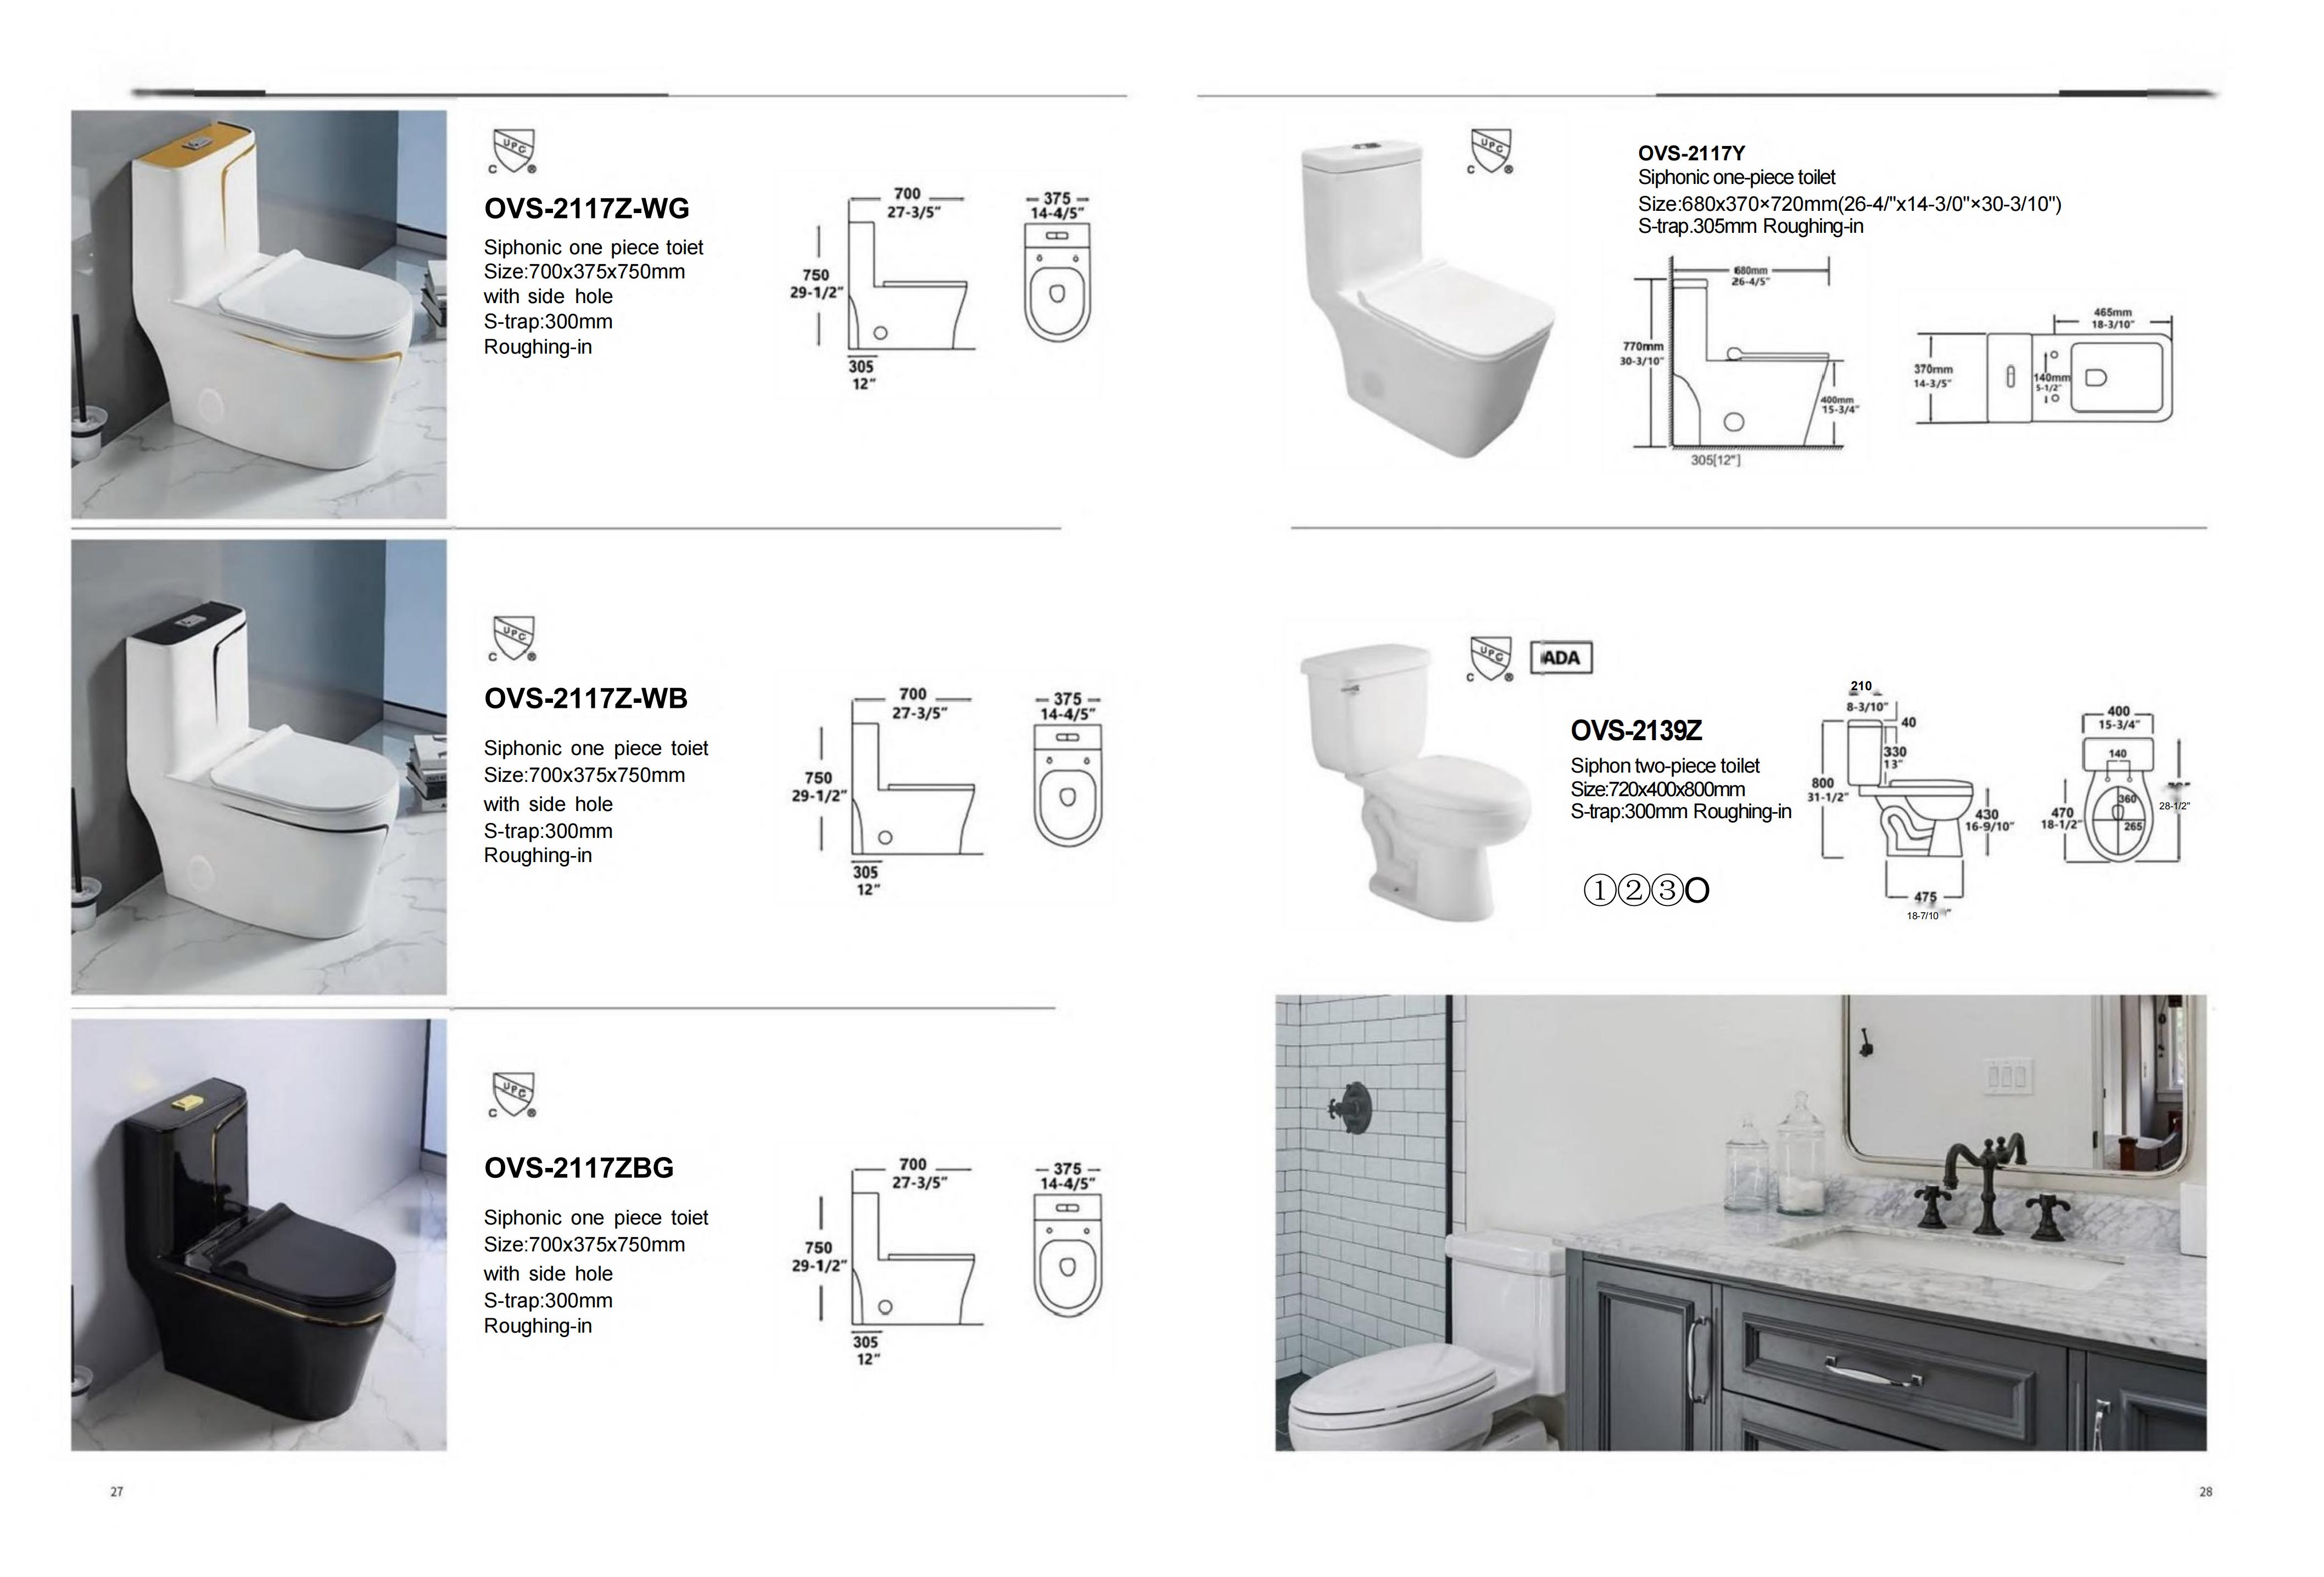 UPC
C ®
OVS-2117Z-WG
Siphonic one piece toiet
Size:700x375x750mm
with side hole
S-trap:300mm
Roughing-in
700
27-3/5"
375
14-4/5"
750
29-1/2"
305
12"
UPC
C ®
OVS-2117Z-WB
Siphonic one piece toiet
Size:700x375x750mm
with side hole
S-trap:300mm
Roughing-in
700
27-3/5"
375
14-4/5"
750
29-1/2"
305
12"
UPC
C ®
OVS-2117ZBG
Siphonic one piece toiet
Size:700x375x750mm
with side hole
S-trap:300mm
Roughing-in
700
27-3/5"
375
14-4/5"
750
29-1/2"
305
12"
27
UPC
C ®
OVS-2117Y
Siphonic one-piece toilet
Size:680x370×720mm(26-4/"x14-3/0"×30-3/10")
S-trap.305mm Roughing-in
680mm
26-4/5"
770mm
30-3/10"
400mm
15-3/4"
305[12"]
465mm
18-3/10"
370mm
14-3/5"
140mm
5-1/2"
UPC
C ®
ADA
OVS-2139Z
Siphon two-piece toilet
Size:720x400x800mm
S-trap:300mm Roughing-in
①②③O
210
8-3/10"
40
330
13"
800
31-1/2"
430
16-9/10"
475
18-7/10"
400
15-3/4"
140
470
18-1/2"
360
265
28-1/2"
28